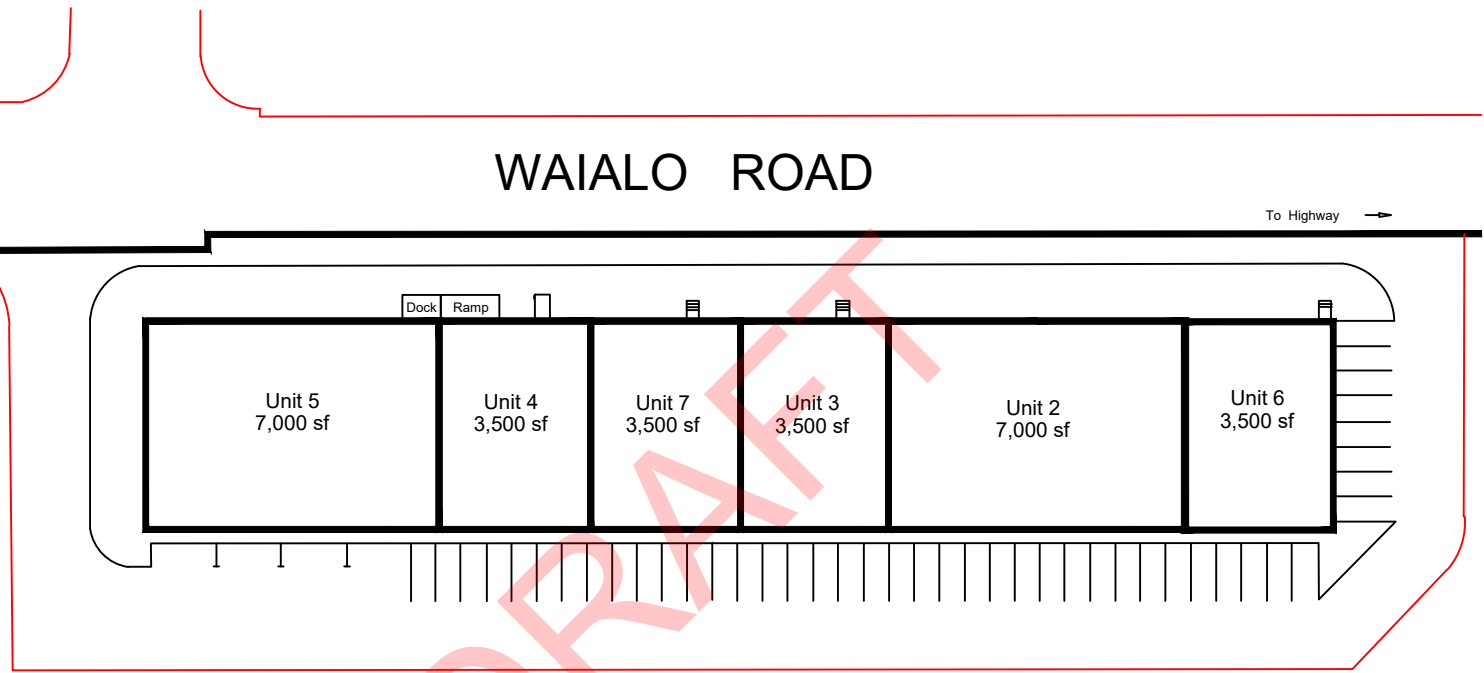 WAIALO ROAD
To Highway
Dock
Ramp
Unit 5
7,000 sf
Unit 4
3,500 sf
Unit 7
3,500 sf
Unit 3
3,500 sf
Unit 2
7,000 sf
Unit 6
3,500 sf
DRAFT